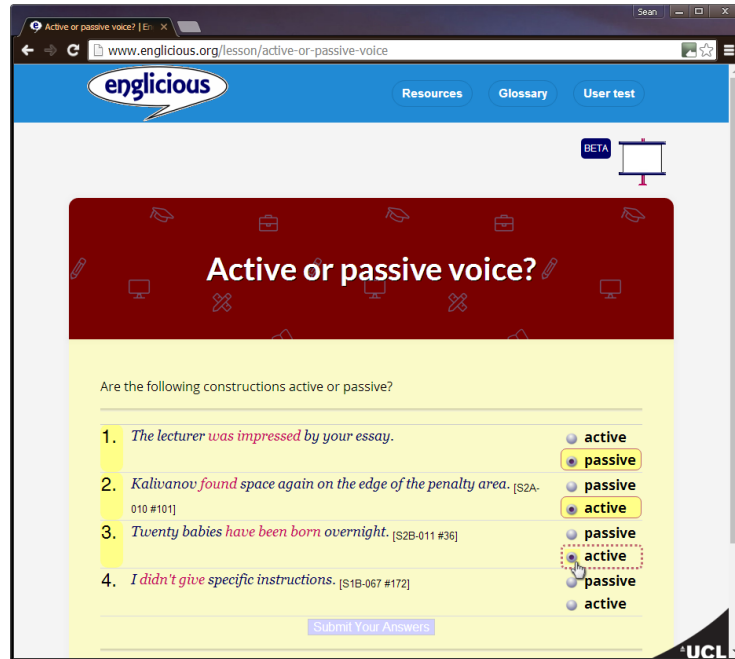 Sean
Active or passive voice? | En
www.englicious.org/lesson/active-or-passive-voice
englicious
Resources Glossary User test
BETA
Active or passive voice?
Are the following constructions active or passive?
1. The lecturer was impressed by your essay.
active
passive
2. Kalivanov found space again on the edge of the penalty area. [S2A-
010 #101]
passive
active
3. Twenty babies have been born overnight. [S2B-011 #36]
passive
active
4. I didn't give specific instructions. [S1B-067 #172]
passive
active
Submit Your Answers
UCL